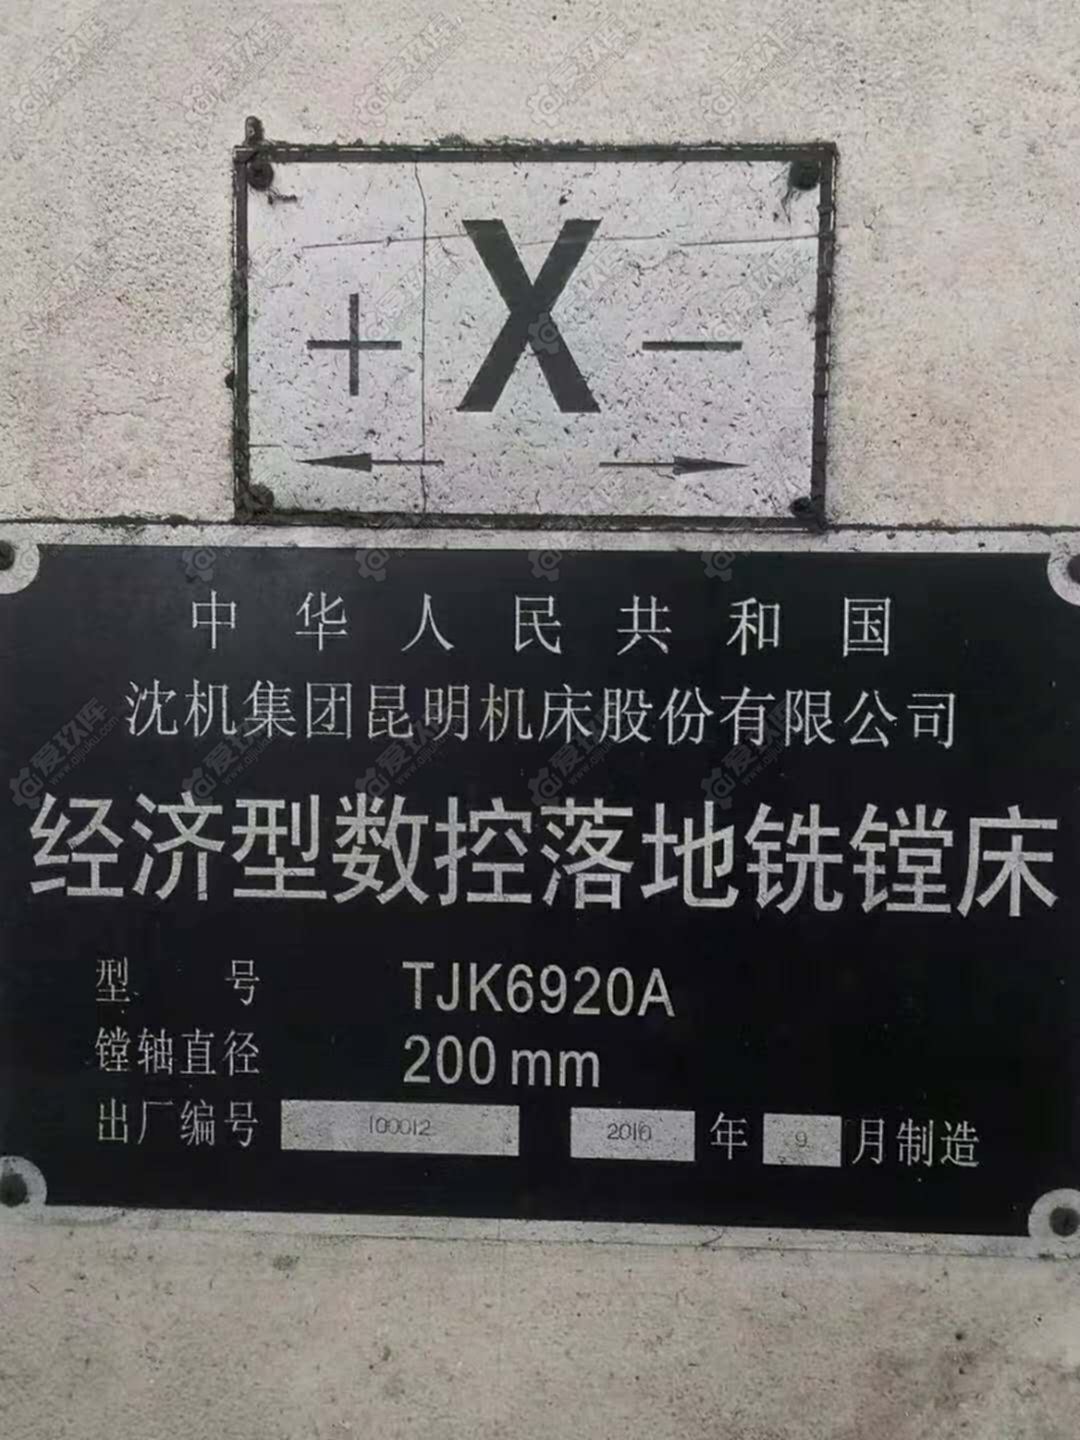 + X −
中华人民共和国
沈机集团昆明机床股份有限公司
经济型数控落地铣镗床
型 号 TJK6920A
镗轴直径 200mm
出厂编号 100012 2010 年 9 月制造